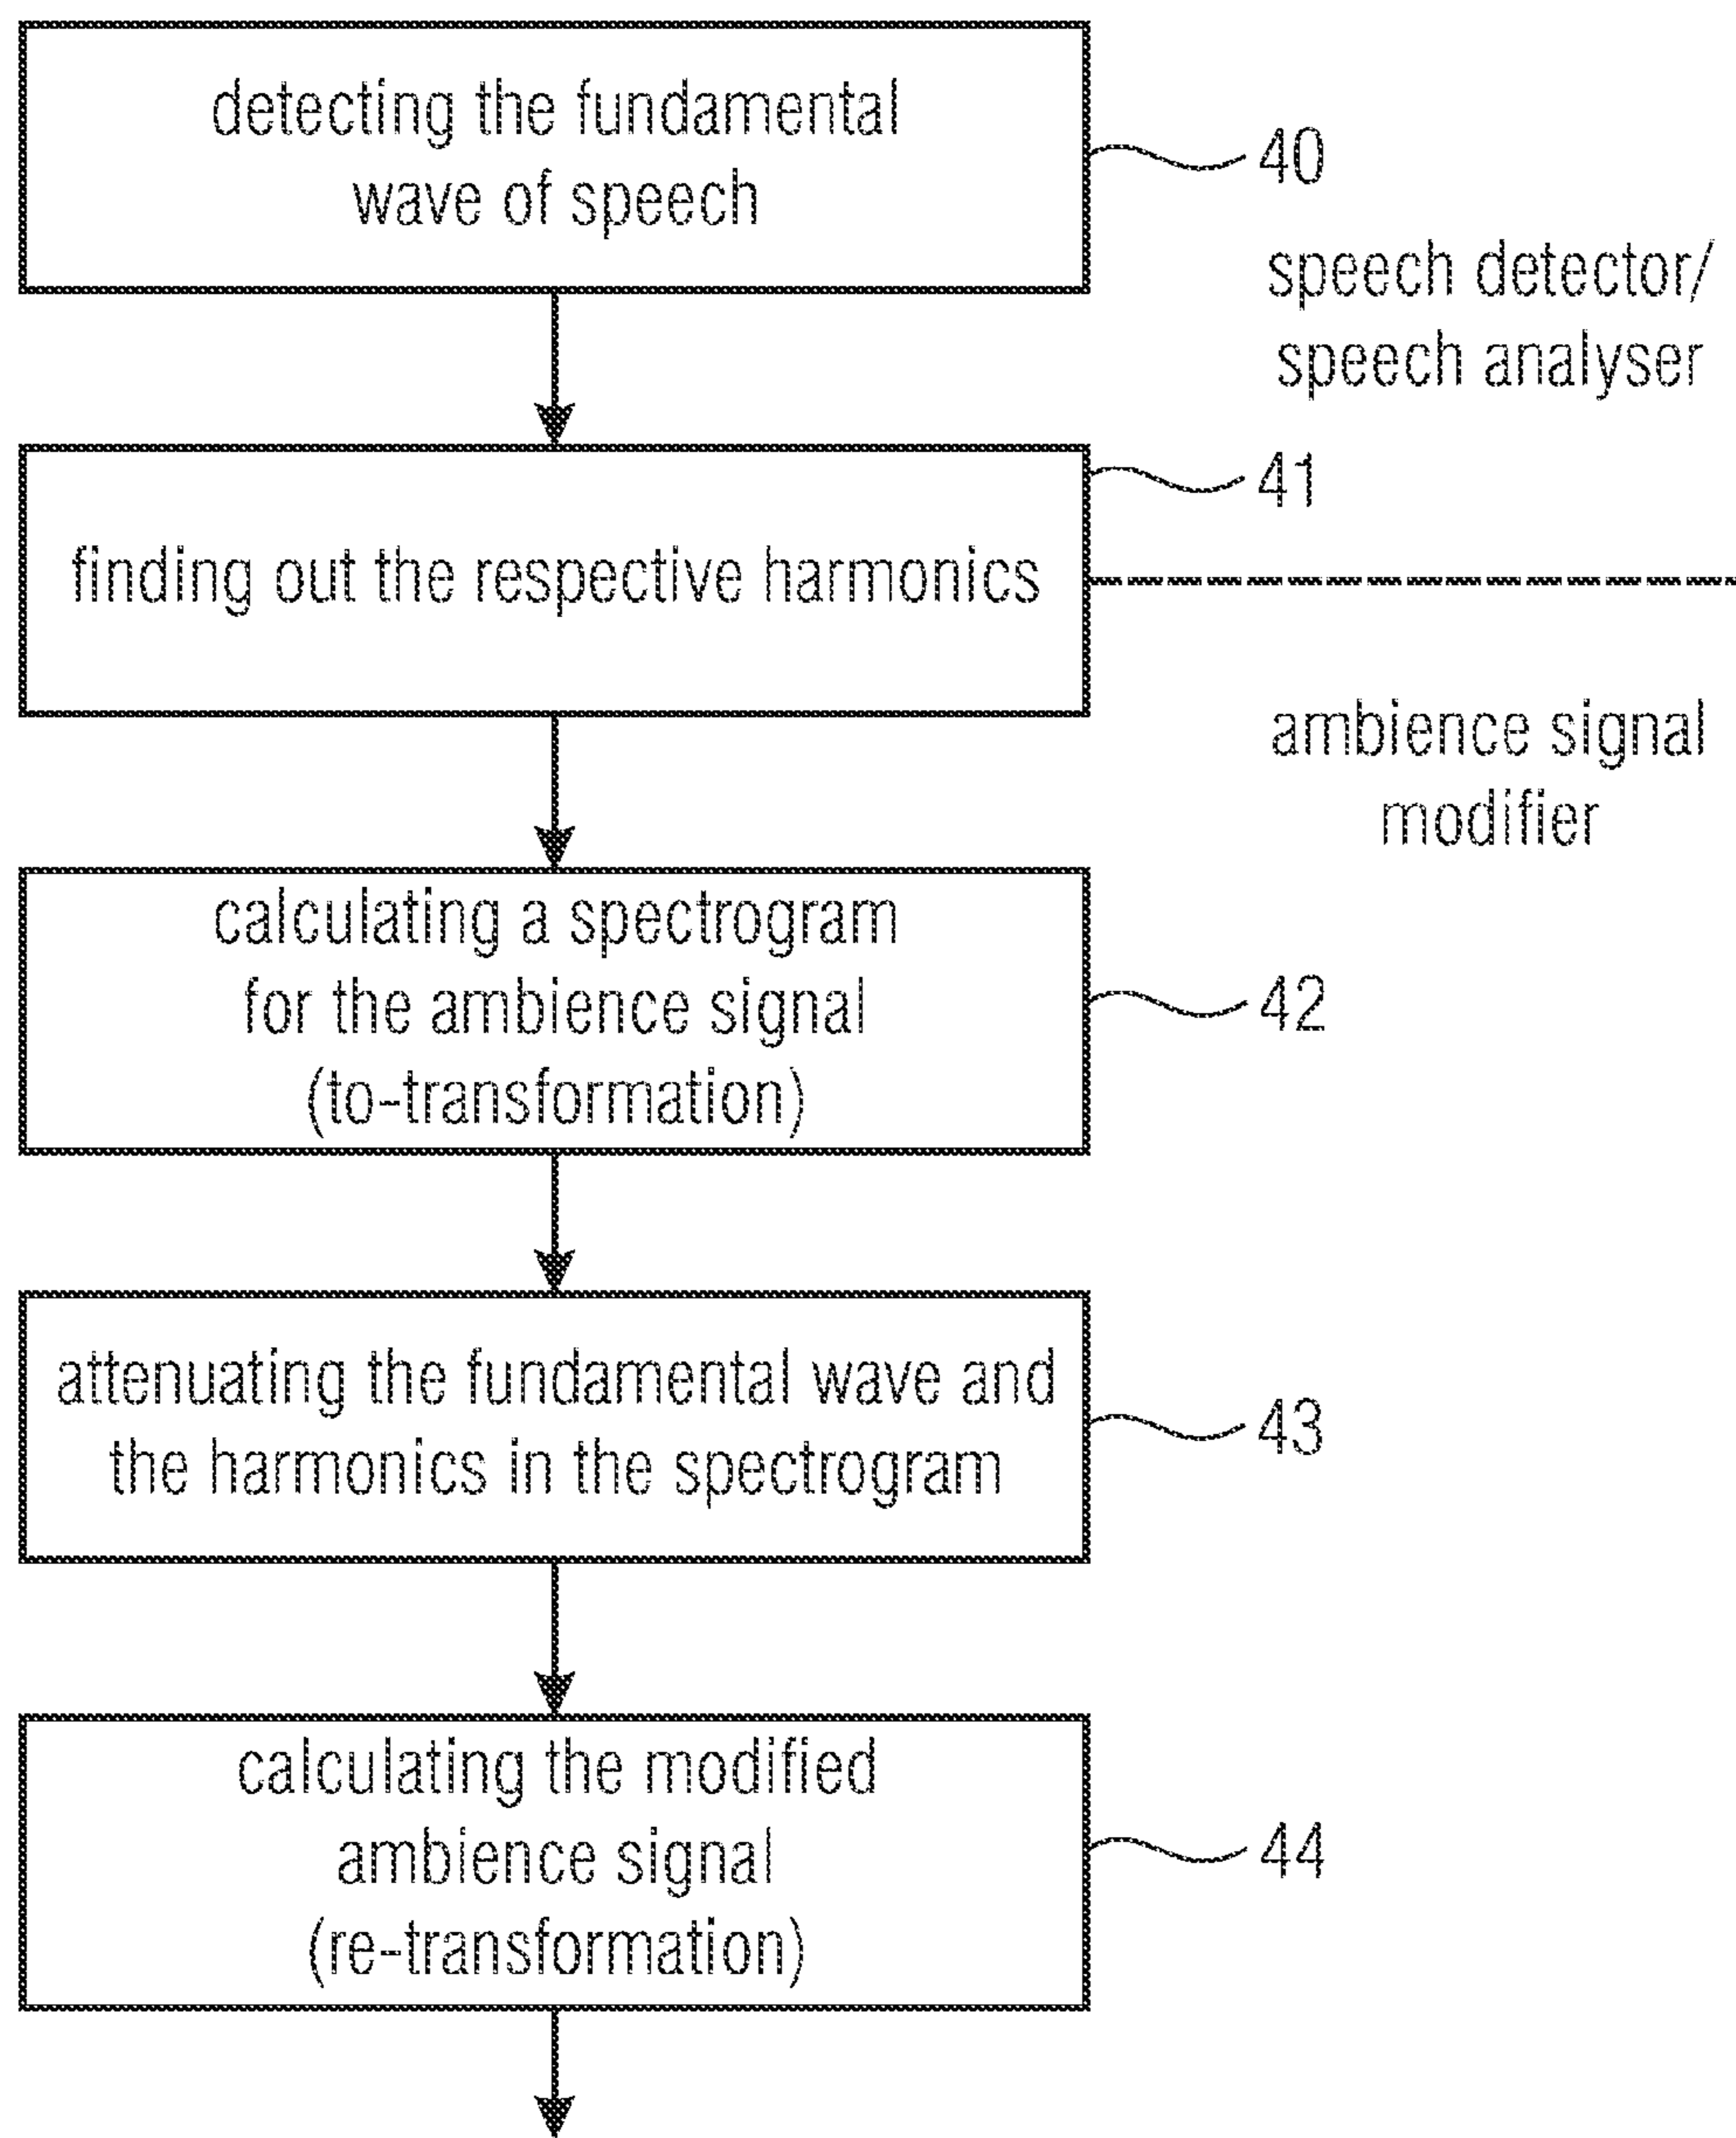 detecting the fundamental
wave of speech
40
speech detector/
speech analyser
41
finding out the respective harmonics
ambience signal
modifier
calculating a spectrogram
for the ambience signal
(to-transformation)
42
attenuating the fundamental wave and
the harmonics in the spectrogram
43
calculating the modified
ambience signal
(re-transformation)
44